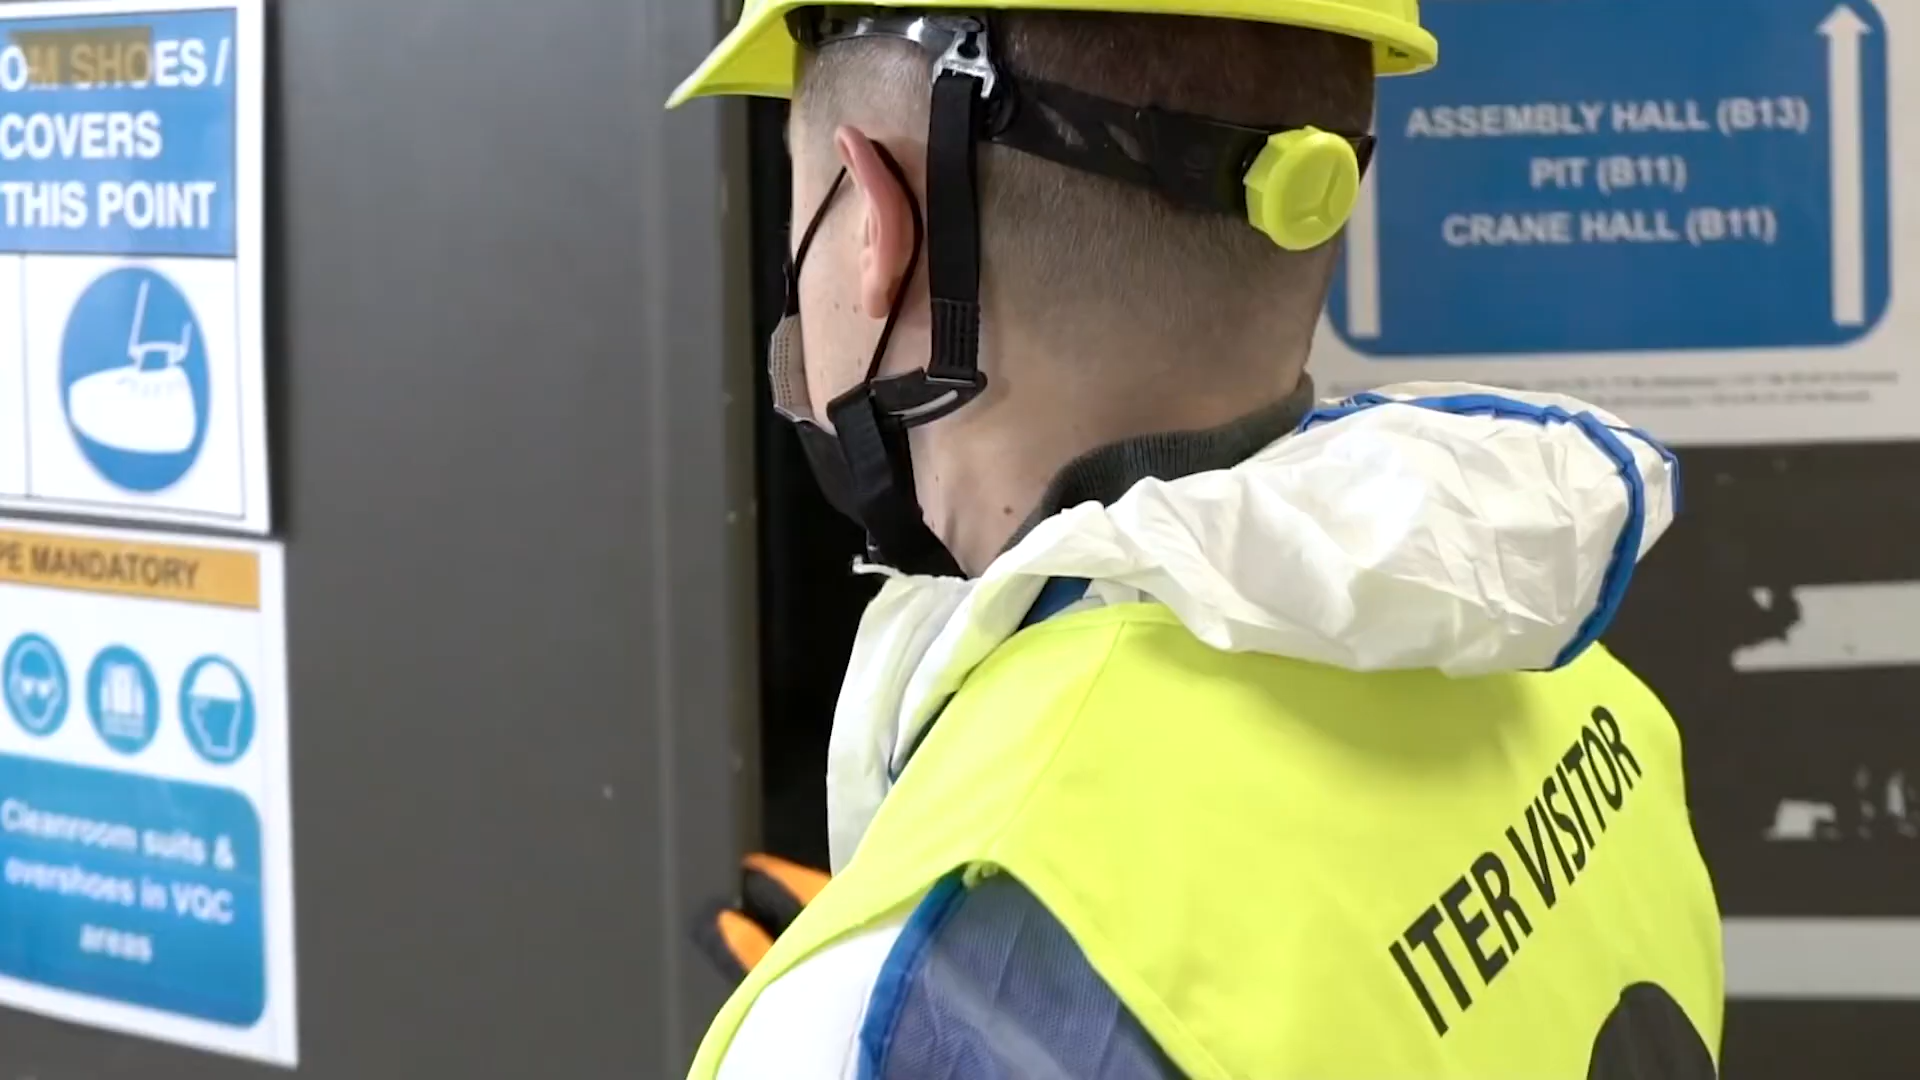 OM SHOES /
COVERS
THIS POINT
PE MANDATORY
Cleanroom suits &
overshoes in VQC
areas
ASSEMBLY HALL (B13)
PIT (B11)
CRANE HALL (B11)
ITER VISITOR